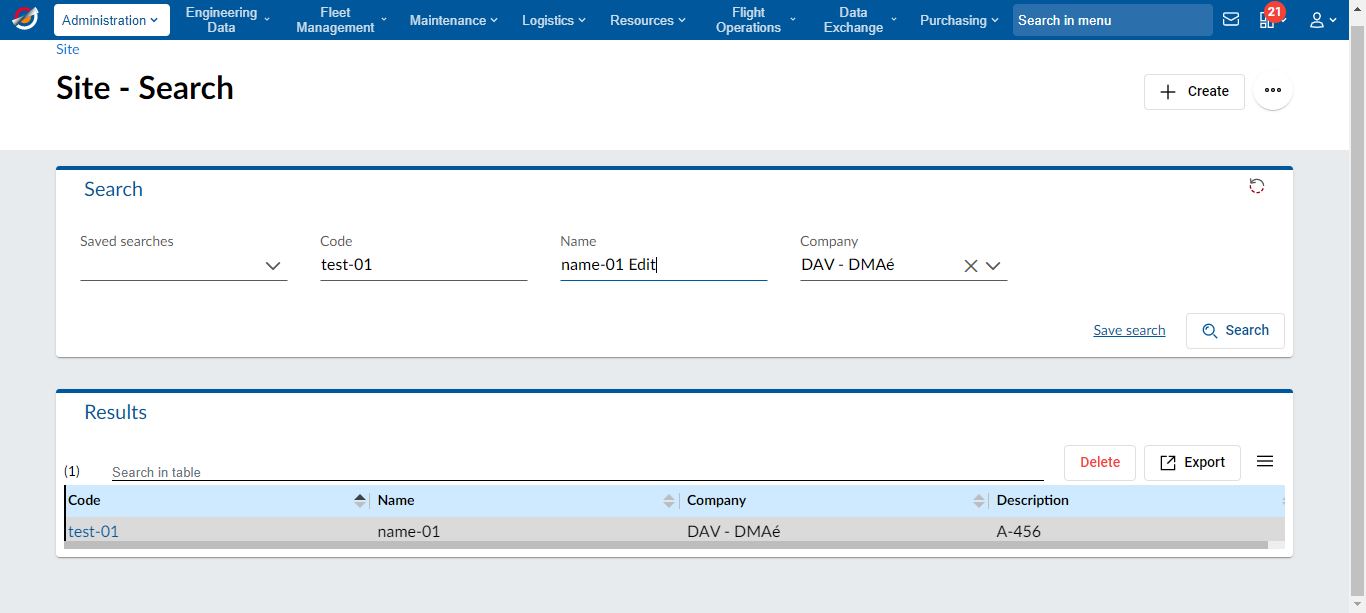 Administration
Engineering
Data
Fleet
Management
Maintenance
Logistics
Resources
Flight
Operations
Data
Exchange
Purchasing
Search in menu
21
Site
Site - Search
Create
Search
Saved searches
Code
Name
Company
test-01
name-01 Edit
DAV - DMAé
Save search
Search
Results
(1)
Search in table
Delete
Export
Code Name Company Description
test-01 name-01 DAV - DMAé A-456